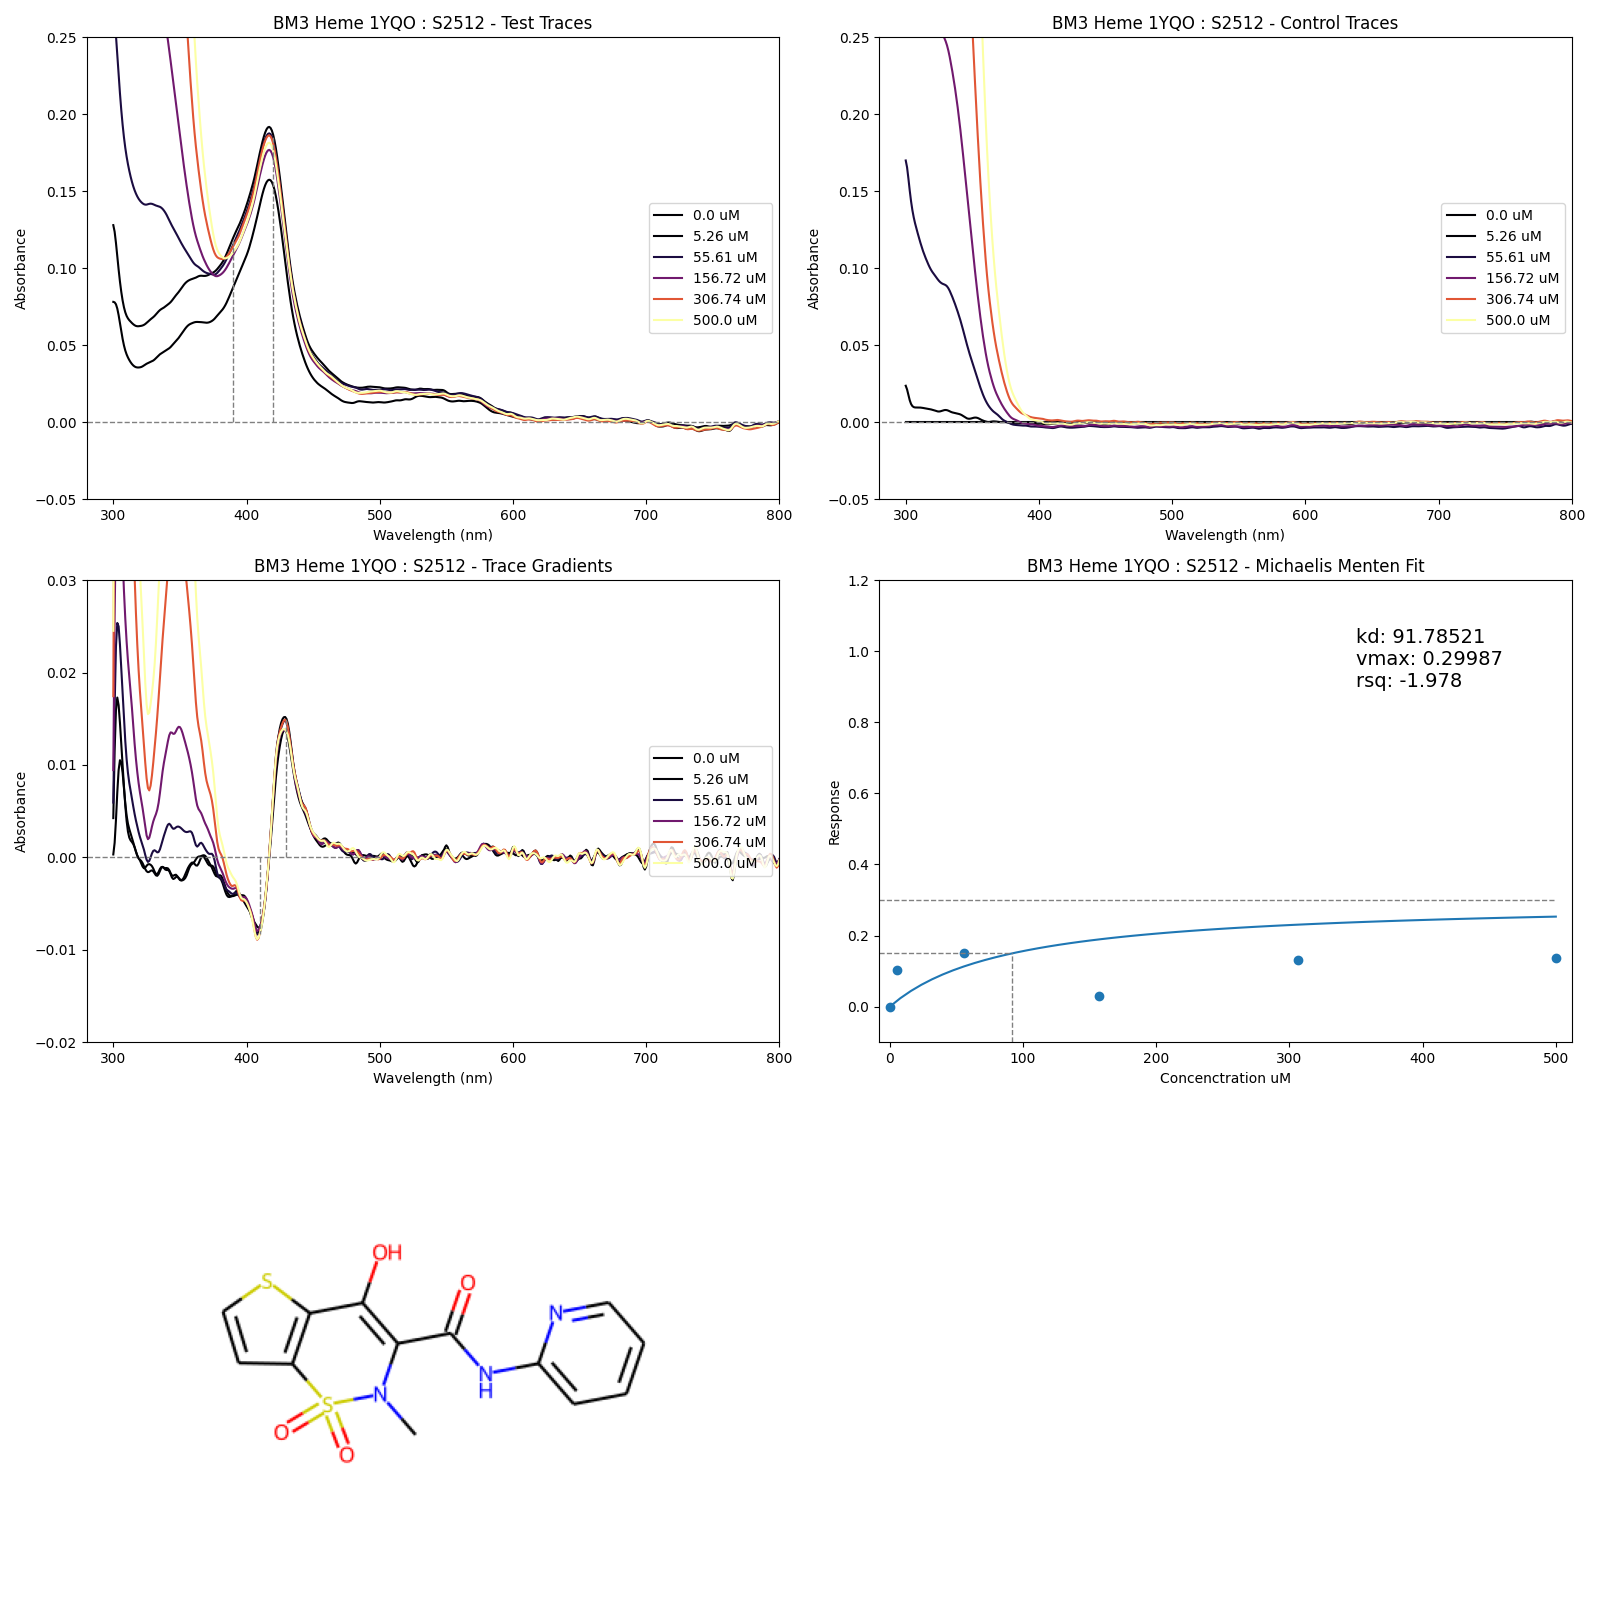 BM3 Heme 1YQO : S2512 - Test Traces
0.25
0.20
0.15
0.10
0.05
0.00
−0.05
Absorbance
300 400 500 600 700 800
Wavelength (nm)
0.0 uM
5.26 uM
55.61 uM
156.72 uM
306.74 uM
500.0 uM
BM3 Heme 1YQO : S2512 - Control Traces
0.25
0.20
0.15
0.10
0.05
0.00
−0.05
Absorbance
300 400 500 600 700 800
Wavelength (nm)
0.0 uM
5.26 uM
55.61 uM
156.72 uM
306.74 uM
500.0 uM
BM3 Heme 1YQO : S2512 - Trace Gradients
0.03
0.02
0.01
0.00
−0.01
−0.02
Absorbance
300 400 500 600 700 800
Wavelength (nm)
0.0 uM
5.26 uM
55.61 uM
156.72 uM
306.74 uM
500.0 uM
BM3 Heme 1YQO : S2512 - Michaelis Menten Fit
1.2
1.0
0.8
0.6
0.4
0.2
0.0
Response
0 100 200 300 400 500
Concenctration uM
kd: 91.78521
vmax: 0.29987
rsq: -1.978
OH
S
O
N
N
H
S
N
O
O